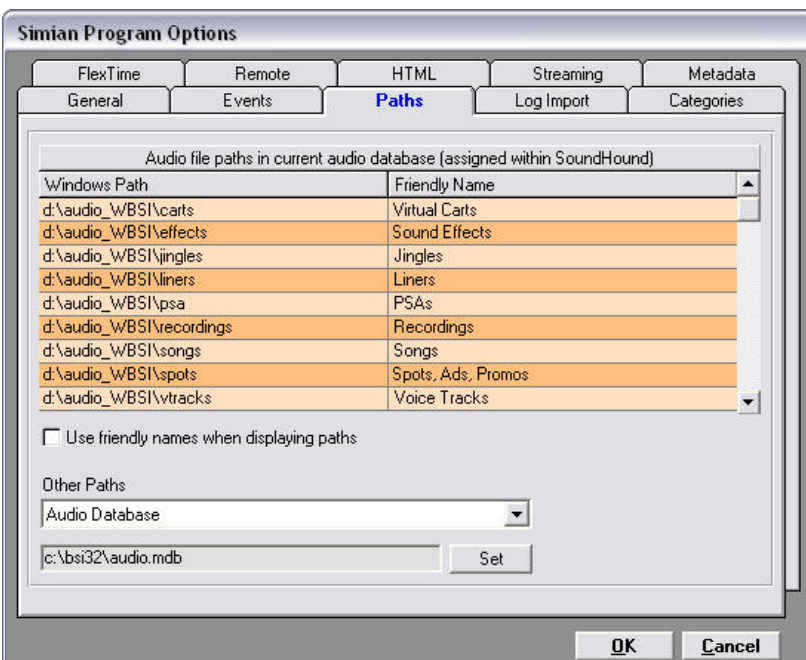 Simian Program Options
FlexTime Remote HTML Streaming Metadata
General Events Paths Log Import Categories
Audio file paths in current audio database (assigned within SoundHound)
Windows Path Friendly Name
d:\audio_WBSI\carts Virtual Carts
d:\audio_WBSI\effects Sound Effects
d:\audio_WBSI\jingles Jingles
d:\audio_WBSI\liners Liners
d:\audio_WBSI\psa PSAs
d:\audio_WBSI\recordings Recordings
d:\audio_WBSI\songs Songs
d:\audio_WBSI\spots Spots, Ads, Promos
d:\audio_WBSI\vtracks Voice Tracks
Use friendly names when displaying paths
Other Paths
Audio Database
c:\bsi32\audio.mdb Set
OK Cancel